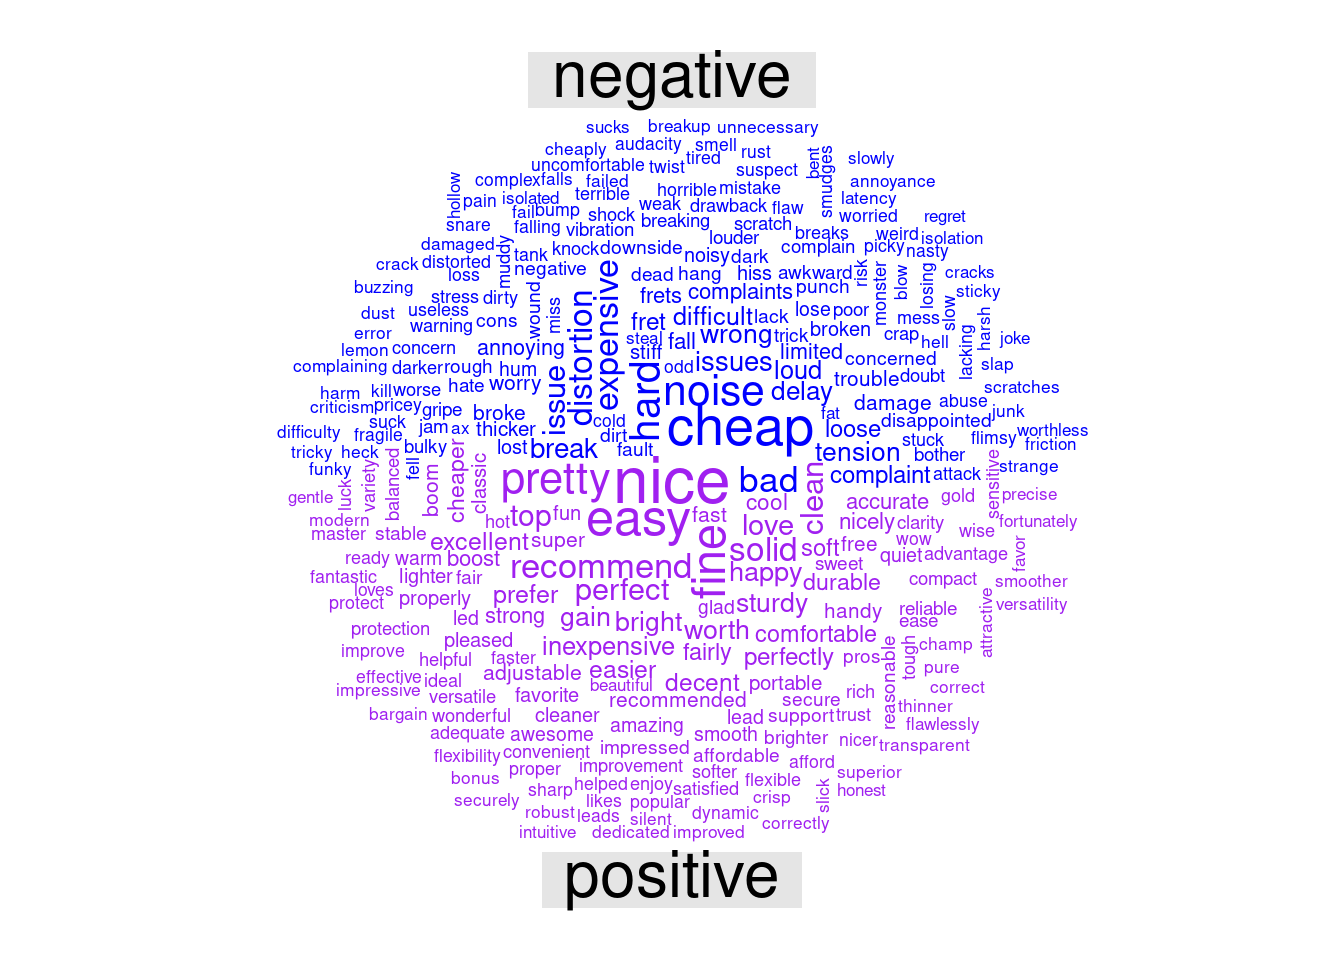 negative
sucks breakup unnecessary
cheaply audacity smell rust bent smudges slowly
uncomfortable twist tired suspect
hollow complex falls failed horrible mistake annoyance
pain isolated terrible weak drawback flaw latency
fail bump shock breaking scratch worried regret
snare falling vibration louder breaks weird isolation
damaged muddy tank knock downside noisy dark complain picky nasty
crack distorted loss negative expensive dead hang hiss awkward risk monster blow losing cracks
buzzing stress dirty wound miss distortion frets complaints punch slow sticky
dust useless cons fret difficult lack lose poor mess harsh
error warning steal wrong trick broken crap hell lacking joke
lemon concern annoying issue stiff fall odd issues limited concerned
complaining darker rough hum hard loud trouble doubt slap
harm kill worse hate worry noise delay damage abuse scratches
criticism pricey gripe broke cold cheap fat disappointed junk
difficulty suck fragile jam ax thicker dirt loose stuck flimsy worthless
tricky heck bulky lost break fault tension bother friction
funky fell bad complaint attack strange
gentle luck variety balanced boom cheaper classic pretty nice clean sensitive
cool accurate gold precise
modern hot top fun easy fast love nicely clarity wise fortunately
master stable excellent super fine solid soft free wow
ready warm boost recommend happy sweet quiet advantage favor
fantastic loves lighter fair perfect durable compact smoother
protect properly prefer glad sturdy handy reliable attractive versatility
protection led strong gain bright worth comfortable ease
improve pleased inexpensive fairly perfectly pros reasonable tough champ
helpful faster easier pure
effective ideal adjustable beautiful decent portable rich correct
impressive versatile favorite recommended secure thinner
bargain wonderful cleaner amazing lead support trust flawlessly
adequate awesome smooth brighter nicer transparent
flexibility convenient impressed affordable afford
bonus proper improvement softer flexible superior
securely sharp helped enjoy satisfied crisp slick honest
robust likes popular dynamic
leads silent correctly
intuitive dedicated improved
positive